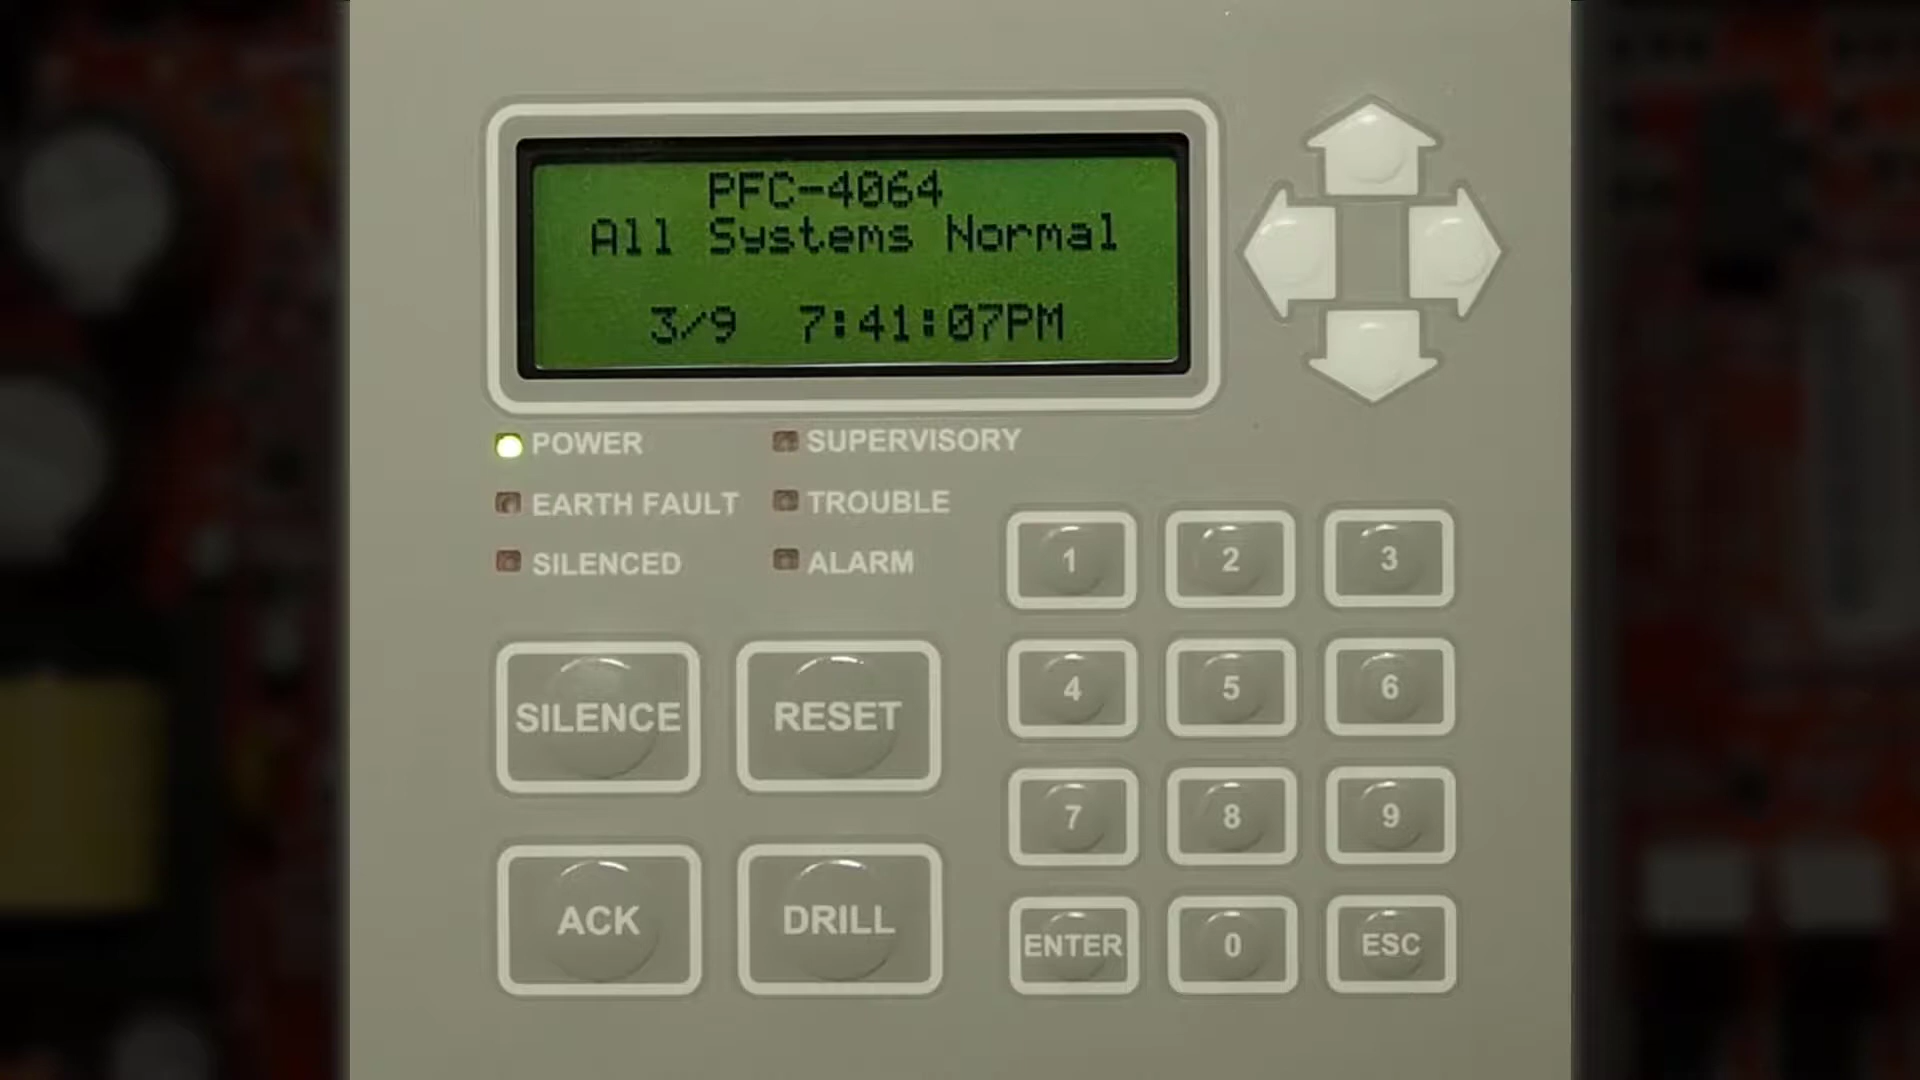 PFC-4064
All Systems Normal
3/9 7:41:07PM
POWER
SUPERVISORY
EARTH FAULT
TROUBLE
SILENCED
ALARM
1 2 3
4 5 6
7 8 9
ENTER 0 ESC
SILENCE RESET
ACK DRILL